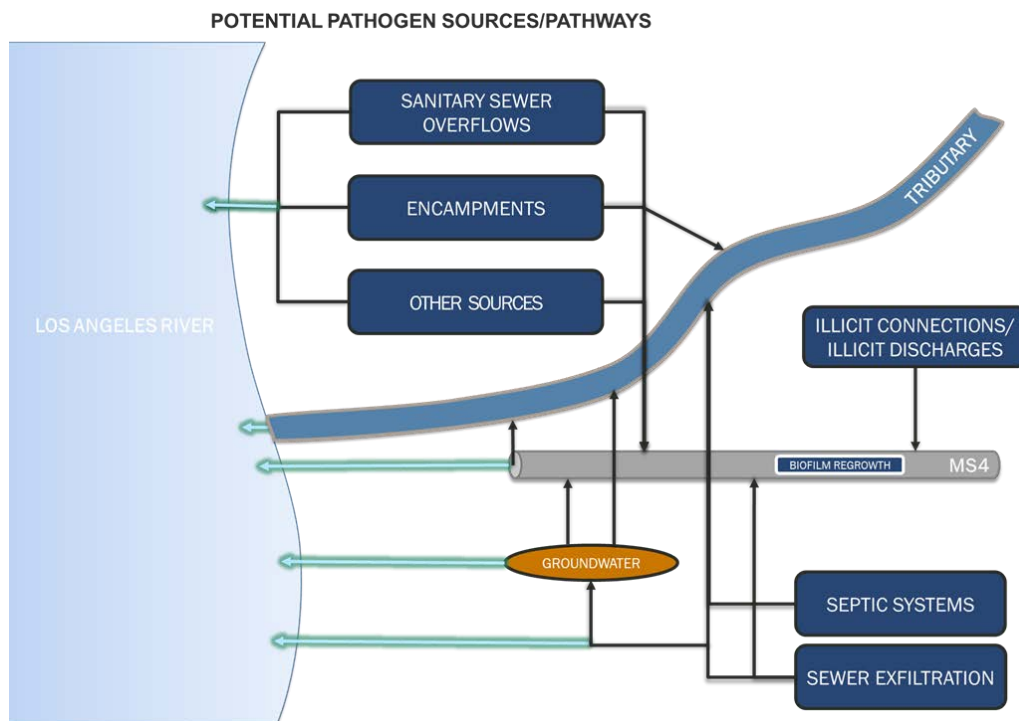 POTENTIAL PATHOGEN SOURCES/PATHWAYS
SANITARY SEWER
OVERFLOWS
TRIBUTARY
ENCAMPMENTS
OTHER SOURCES
LOS ANGELES RIVER
ILLICIT CONNECTIONS/
ILLICIT DISCHARGES
BIOFILM REGROWTH
MS4
GROUNDWATER
SEPTIC SYSTEMS
SEWER EXFILTRATION